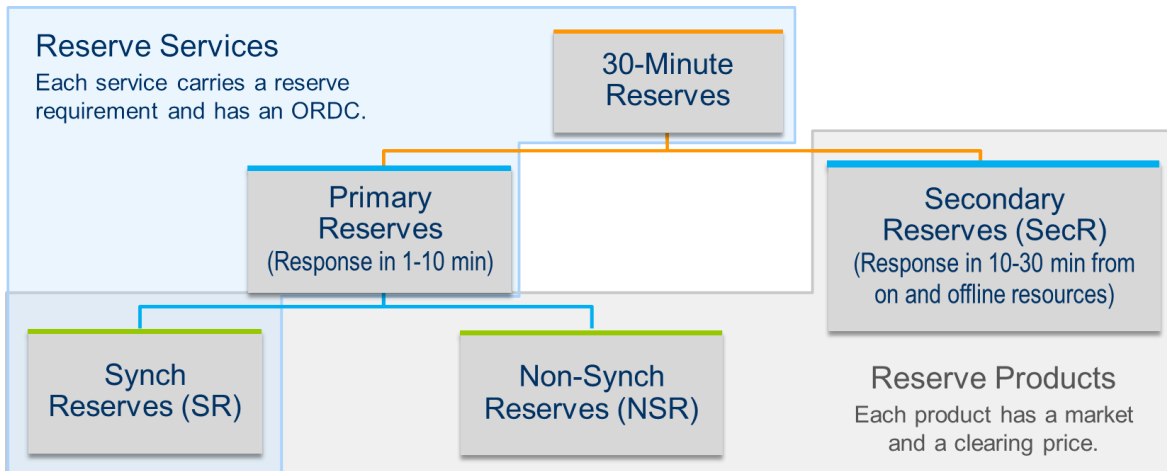 Reserve Services
Each service carries a reserve
requirement and has an ORDC.
30-Minute
Reserves
Primary
Reserves
(Response in 1-10 min)
Secondary
Reserves (SecR)
(Response in 10-30 min from
on and offline resources)
Synch
Reserves (SR)
Non-Synch
Reserves (NSR)
Reserve Products
Each product has a market
and a clearing price.